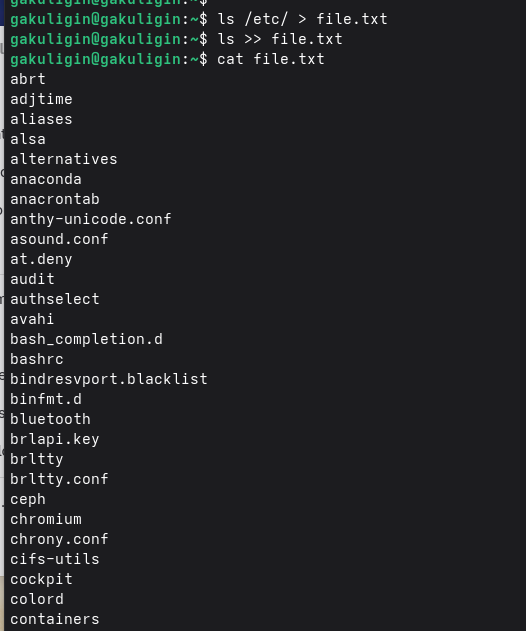 gakuligin@gakuligin:~$ ls /etc/ > file.txt
gakuligin@gakuligin:~$ ls >> file.txt
gakuligin@gakuligin:~$ cat file.txt
abrt
adjtime
aliases
alsa
alternatives
anaconda
anacrontab
anthy-unicode.conf
asound.conf
at.deny
audit
authselect
avahi
bash_completion.d
bashrc
bindresvport.blacklist
binfmt.d
bluetooth
brlapi.key
brltty
brltty.conf
ceph
chromium
chrony.conf
cifs-utils
cockpit
colord
containers